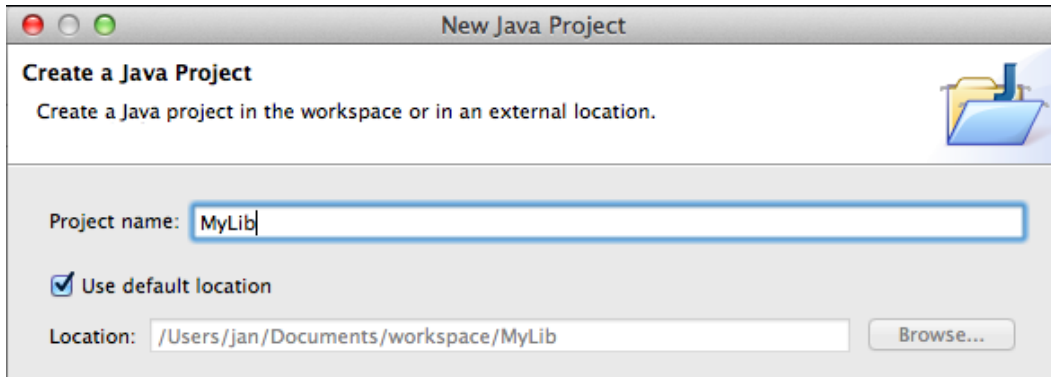 New Java Project
Create a Java Project
Create a Java project in the workspace or in an external location.
Project name: MyLib
Use default location
Location: /Users/jan/Documents/workspace/MyLib Browse...